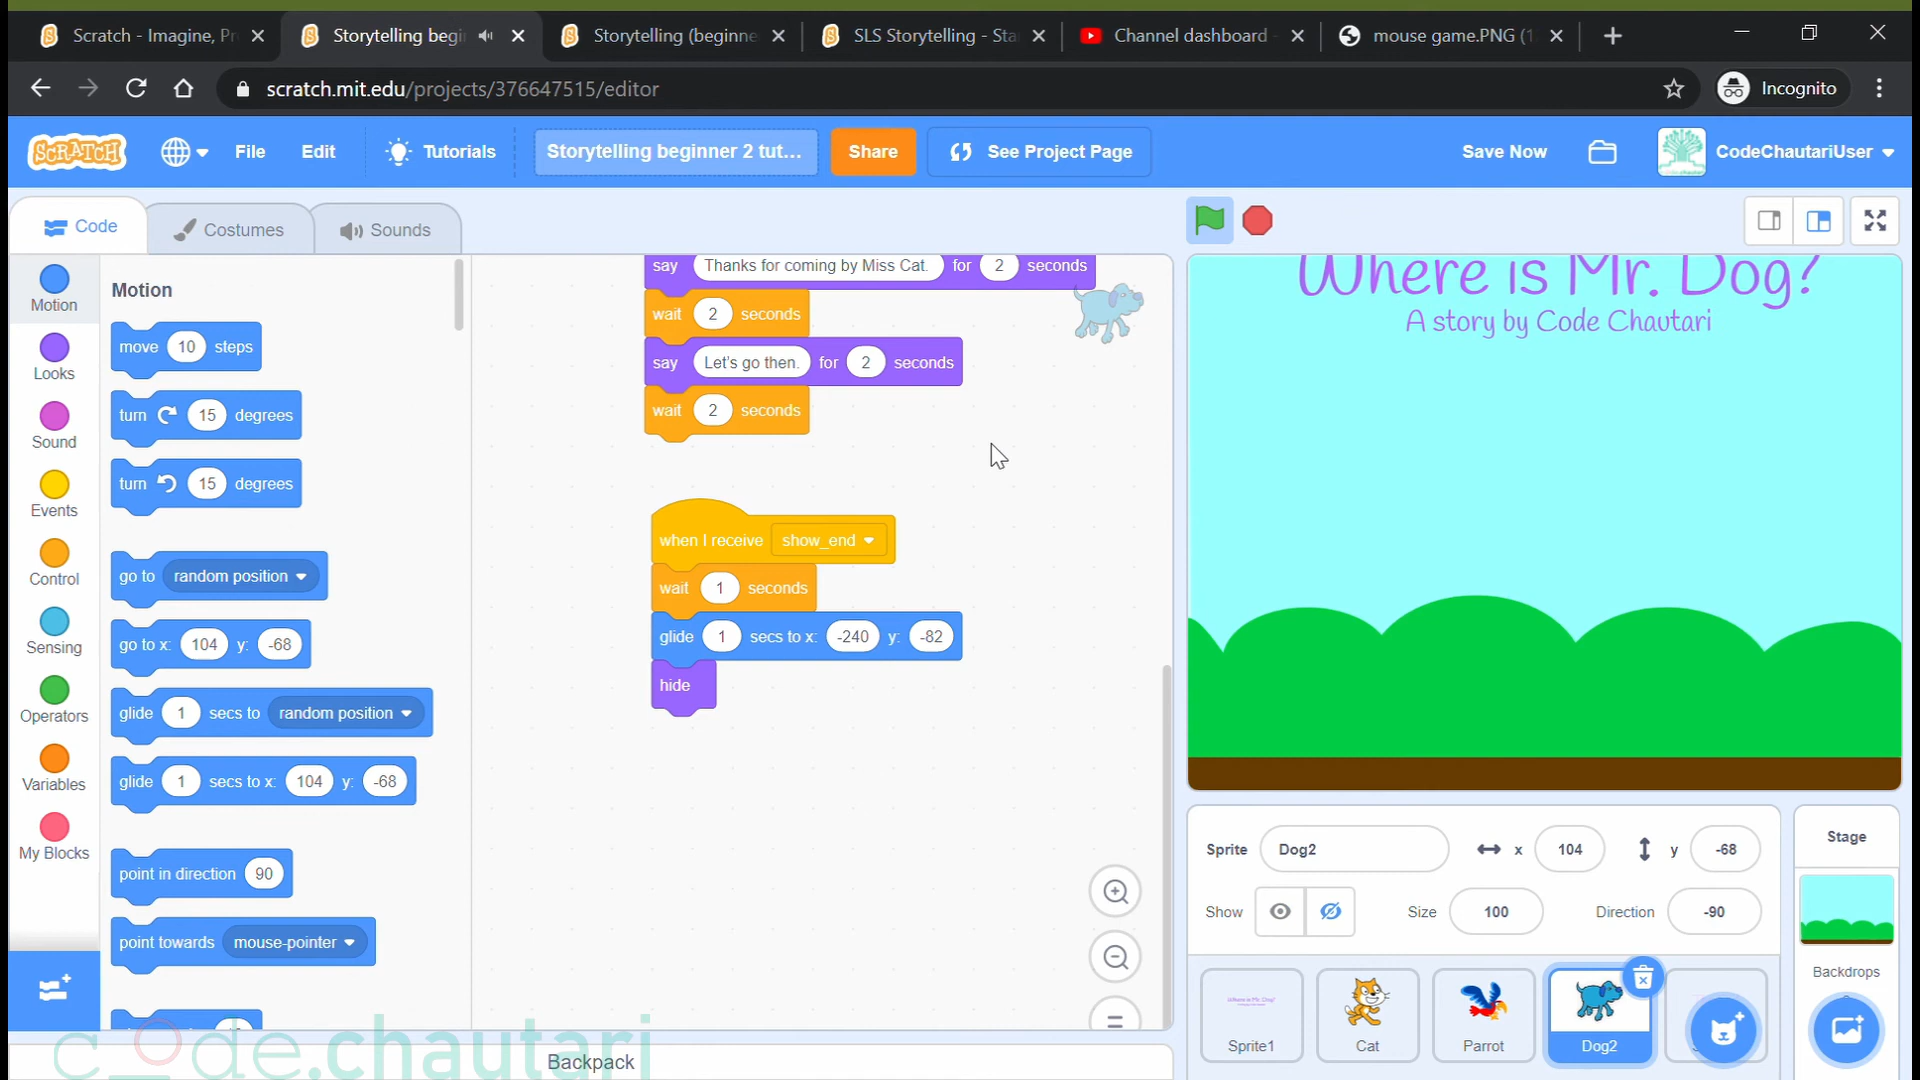 Scratch - Imagine, Pr
Storytelling begi
Storytelling (beginne
SLS Storytelling - Sta
Channel dashboard -
mouse game.PNG (1
scratch.mit.edu/projects/376647515/editor
Incognito
SCRATCH
File
Edit
Tutorials
Storytelling beginner 2 tut...
Share
See Project Page
Save Now
CodeChautariUser
Code
Costumes
Sounds
Motion
Looks
Sound
Events
Control
Sensing
Operators
Variables
My Blocks
Motion
move 10 steps
turn 15 degrees
turn 15 degrees
go to random position
go to x: 104 y: -68
glide 1 secs to random position
glide 1 secs to x: 104 y: -68
point in direction 90
point towards mouse-pointer
say Thanks for coming by Miss Cat. for 2 seconds
wait 2 seconds
say Let's go then. for 2 seconds
wait 2 seconds
when I receive show_end
wait 1 seconds
glide 1 secs to x: -240 y: -82
hide
Where is Mr. Dog?
A story by Code Chautari
Sprite Dog2 x 104 y -68
Show Size 100 Direction -90
Where is Mr. Dog?
Sprite1
Cat
Parrot
Dog2
Stage
Backdrops
Backpack
code.chautari